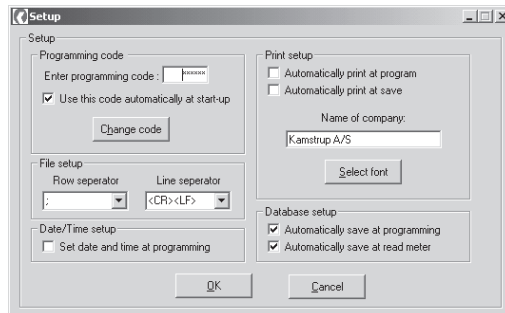 Setup
Setup
Programming code
Enter programming code : xxxxxx
Use this code automatically at start-up
Change code
File setup
Row seperator Line seperator
; <CR><LF>
Date/Time setup
Set date and time at programming
Print setup
Automatically print at program
Automatically print at save
Name of company:
Kamstrup A/S
Select font
Database setup
Automatically save at programming
Automatically save at read meter
OK Cancel